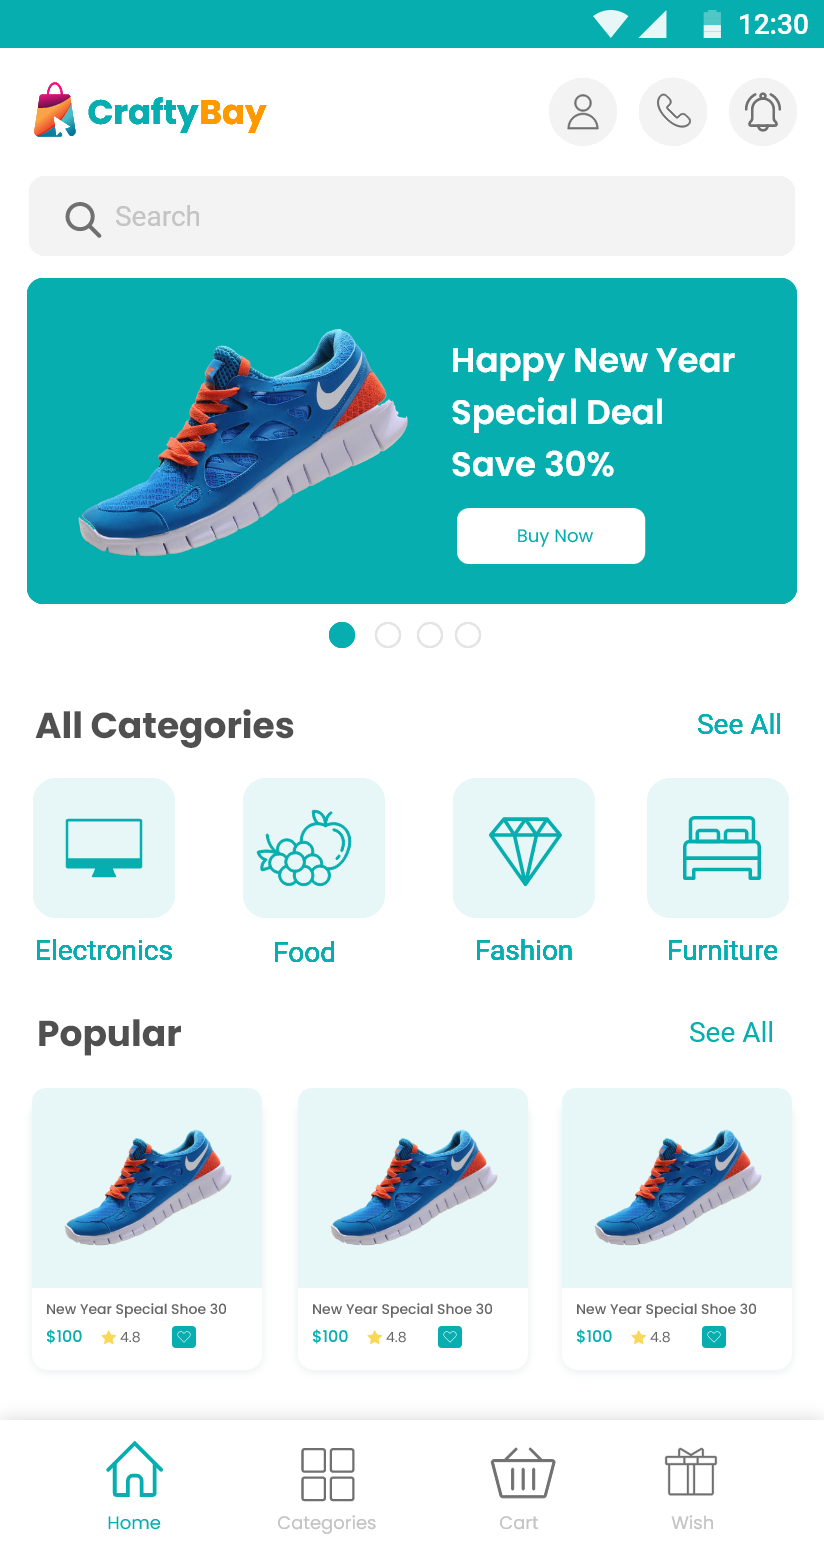 12:30
CraftyBay
Search
Happy New Year
Special Deal
Save 30%
Buy Now
All Categories
See All
Electronics
Food
Fashion
Furniture
Popular
See All
New Year Special Shoe 30
$100
4.8
New Year Special Shoe 30
$100
4.8
New Year Special Shoe 30
$100
4.8
Home
Categories
Cart
Wish